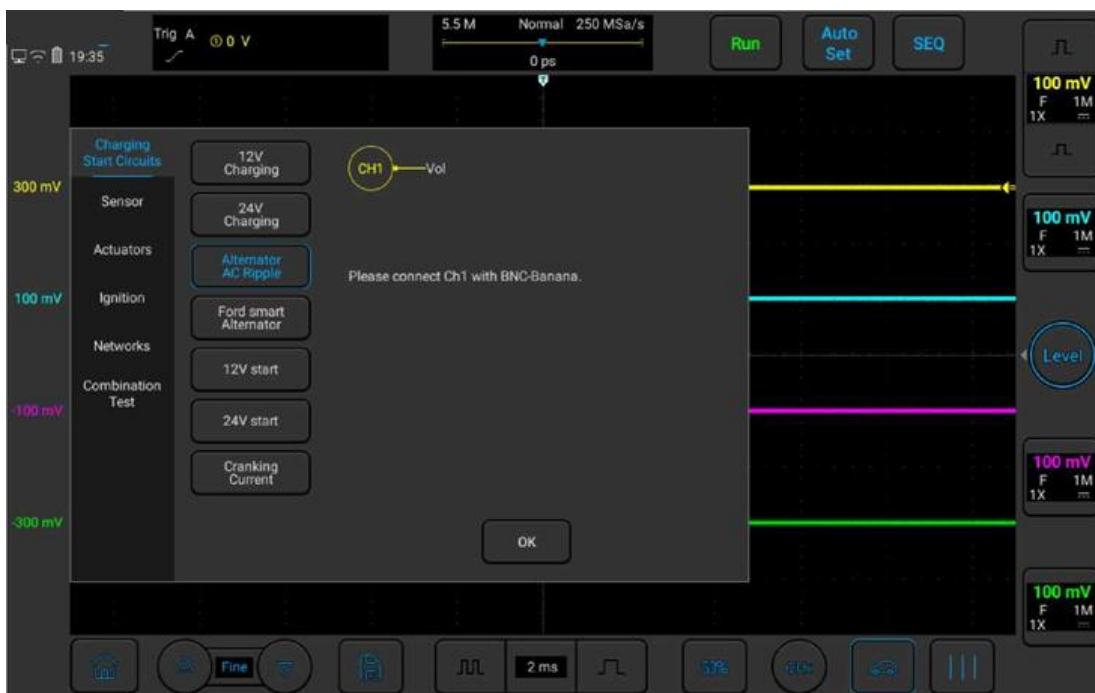 19:35
Trig A ① 0 V
5.5 M Normal 250 MSa/s
0 ps
T
Run
Auto
Set
SEQ
100 mV
F 1M
1X
300 mV
100 mV
-100 mV
-300 mV
Charging
Start Circuits
Sensor
Actuators
Ignition
Networks
Combination
Test
12V
Charging
24V
Charging
Alternator
AC Ripple
Ford smart
Alternator
12V start
24V start
Cranking
Current
CH1 Vol
Please connect Ch1 with BNC-Banana.
OK
100 mV
F 1M
1X
Level
100 mV
F 1M
1X
100 mV
F 1M
1X
Fine
2 ms
50%